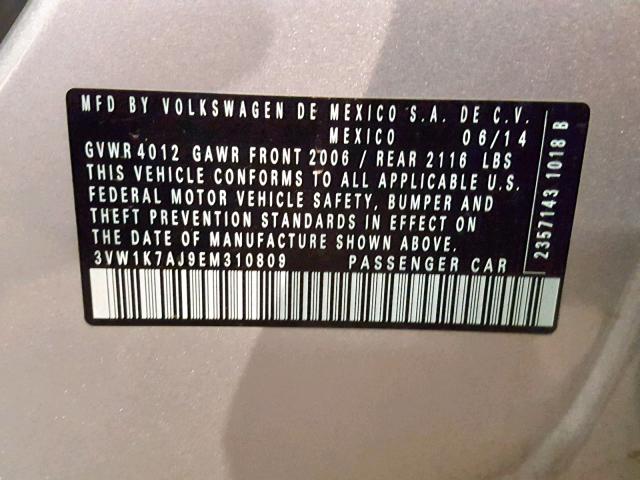 MFD BY VOLKSWAGEN DE MEXICO S.A. DE C.V.
MEXICO 06/14
GVWR 4012 GAWR FRONT 2006 / REAR 2116 LBS
THIS VEHICLE CONFORMS TO ALL APPLICABLE U.S.
FEDERAL MOTOR VEHICLE SAFETY, BUMPER AND
THEFT PREVENTION STANDARDS IN EFFECT ON
THE DATE OF MANUFACTURE SHOWN ABOVE.
3VW1K7AJ9EM310809 PASSENGER CAR
2357143 1018 B